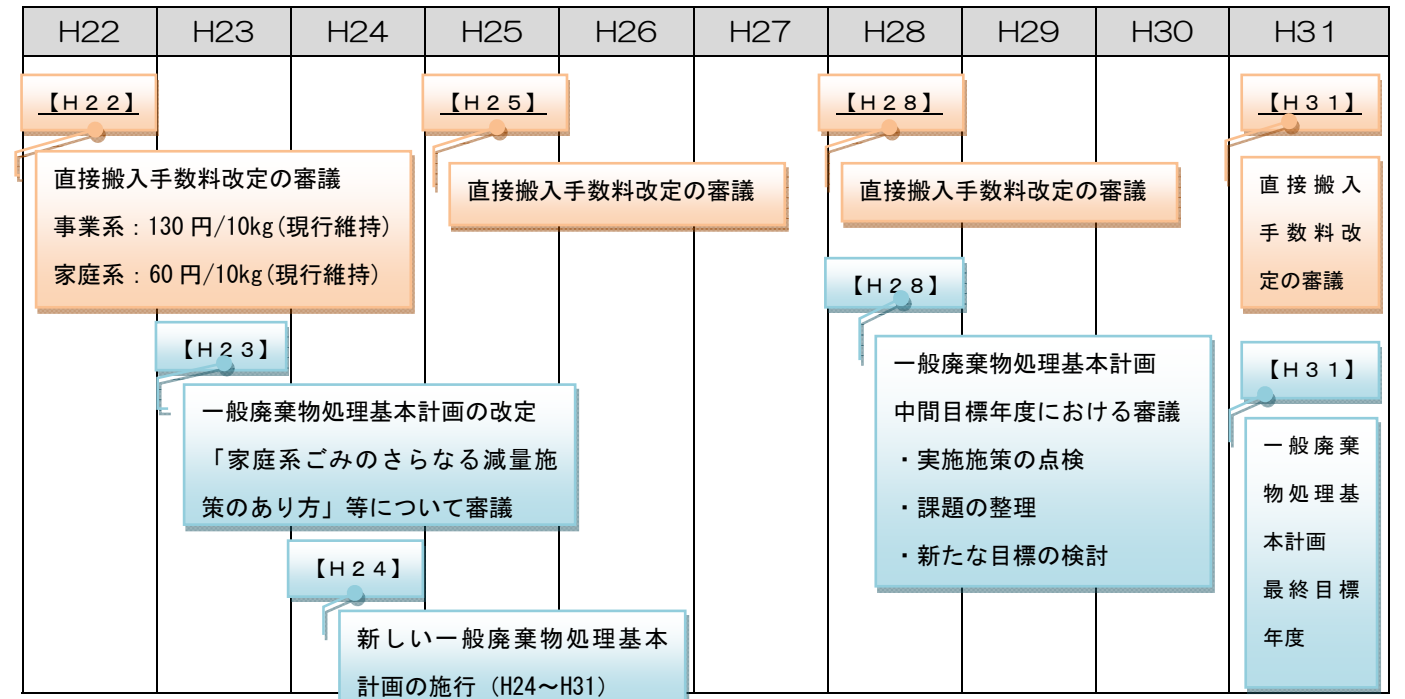 H22 H23 H24 H25 H26 H27 H28 H29 H30 H31
【H22】
直接搬入手数料改定の審議
事業系：130円/10kg(現行維持)
家庭系：60円/10kg(現行維持)
【H25】
直接搬入手数料改定の審議
【H28】
直接搬入手数料改定の審議
【H31】
直接搬入
手数料改
定の審議
【H23】
一般廃棄物処理基本計画の改定
「家庭系ごみのさらなる減量施
策のあり方」等について審議
【H28】
一般廃棄物処理基本計画
中間目標年度における審議
・実施施策の点検
・課題の整理
・新たな目標の検討
【H31】
一般廃棄
物処理基
本計画
最終目標
年度
【H24】
新しい一般廃棄物処理基本
計画の施行（H24～H31）